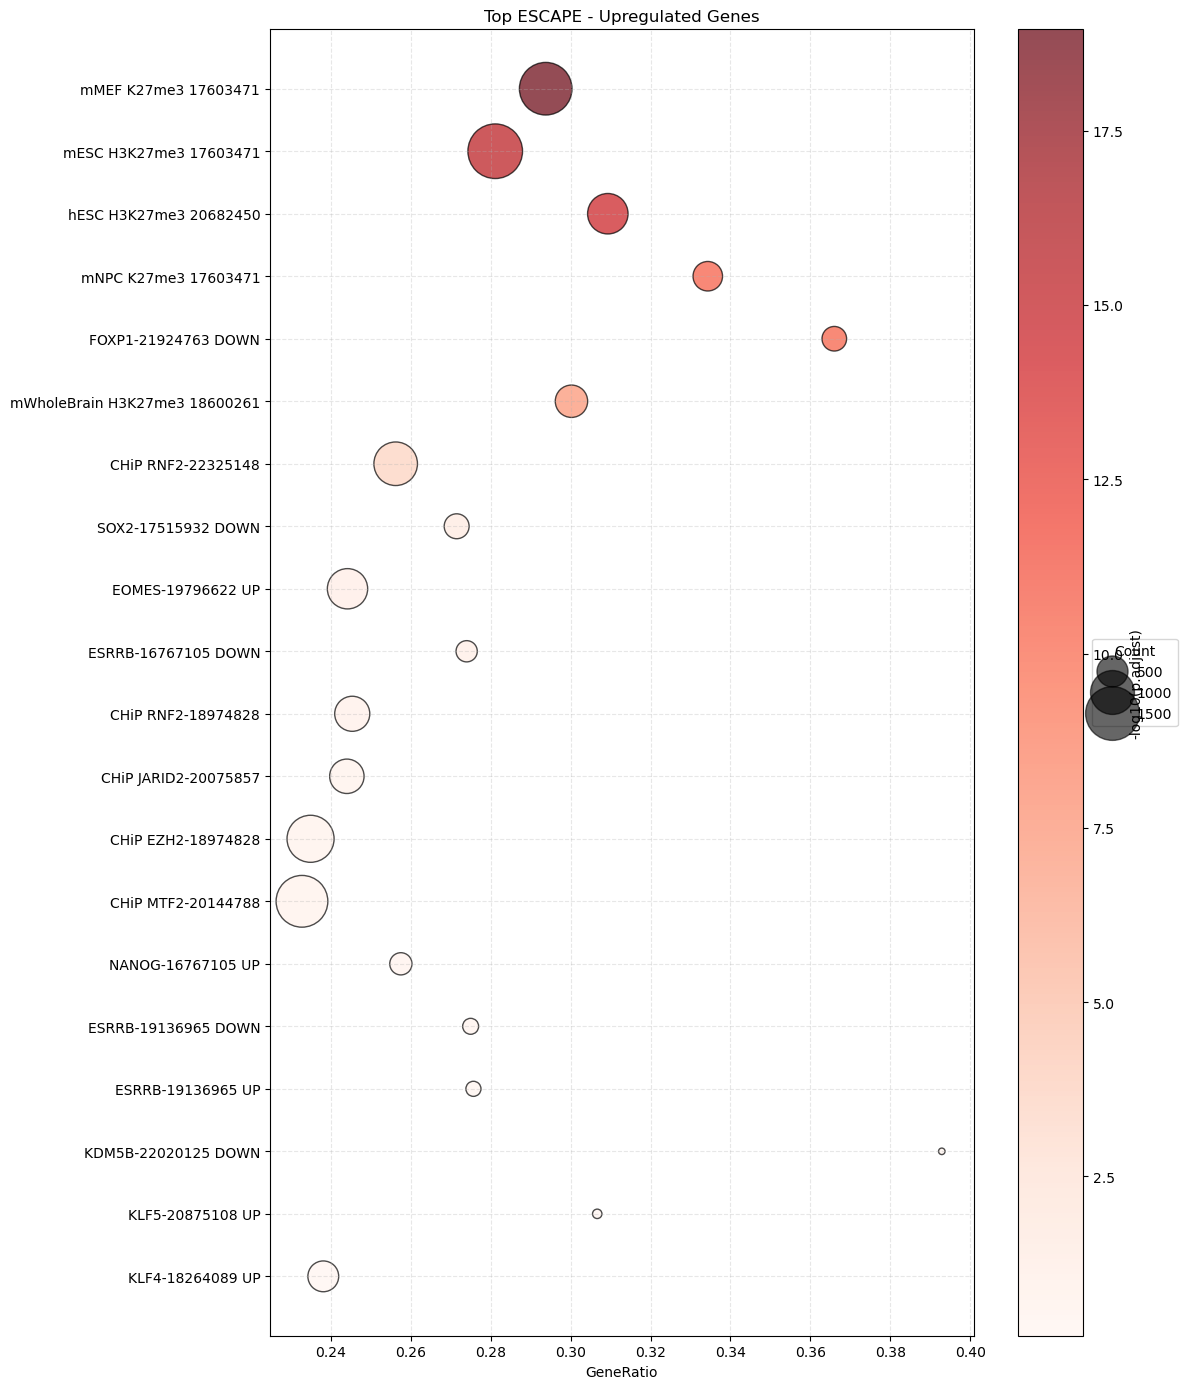 Top ESCAPE - Upregulated Genes
mMEF K27me3 17603471
mESC H3K27me3 17603471
hESC H3K27me3 20682450
mNPC K27me3 17603471
FOXP1-21924763 DOWN
mWholeBrain H3K27me3 18600261
CHiP RNF2-22325148
SOX2-17515932 DOWN
EOMES-19796622 UP
ESRRB-16767105 DOWN
CHiP RNF2-18974828
CHiP JARID2-20075857
CHiP EZH2-18974828
CHiP MTF2-20144788
NANOG-16767105 UP
ESRRB-19136965 DOWN
ESRRB-19136965 UP
KDM5B-22020125 DOWN
KLF5-20875108 UP
KLF4-18264089 UP
0.24 0.26 0.28 0.30 0.32 0.34 0.36 0.38 0.40
GeneRatio
17.5
15.0
12.5
10.0
7.5
5.0
2.5
-log10(p.adjust)
Count
500
1000
1500